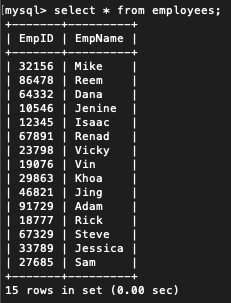 [mysql> select * from employees;
+-------+---------+
| EmpID | EmpName |
+-------+---------+
| 32156 | Mike    |
| 86478 | Reem    |
| 64332 | Dana    |
| 10546 | Jenine  |
| 12345 | Isaac   |
| 67891 | Renad   |
| 23798 | Vicky   |
| 19076 | Vin     |
| 29863 | Khoa    |
| 46821 | Jing    |
| 91729 | Adam    |
| 18777 | Rick    |
| 67329 | Steve   |
| 33789 | Jessica |
| 27685 | Sam     |
+-------+---------+
15 rows in set (0.00 sec)